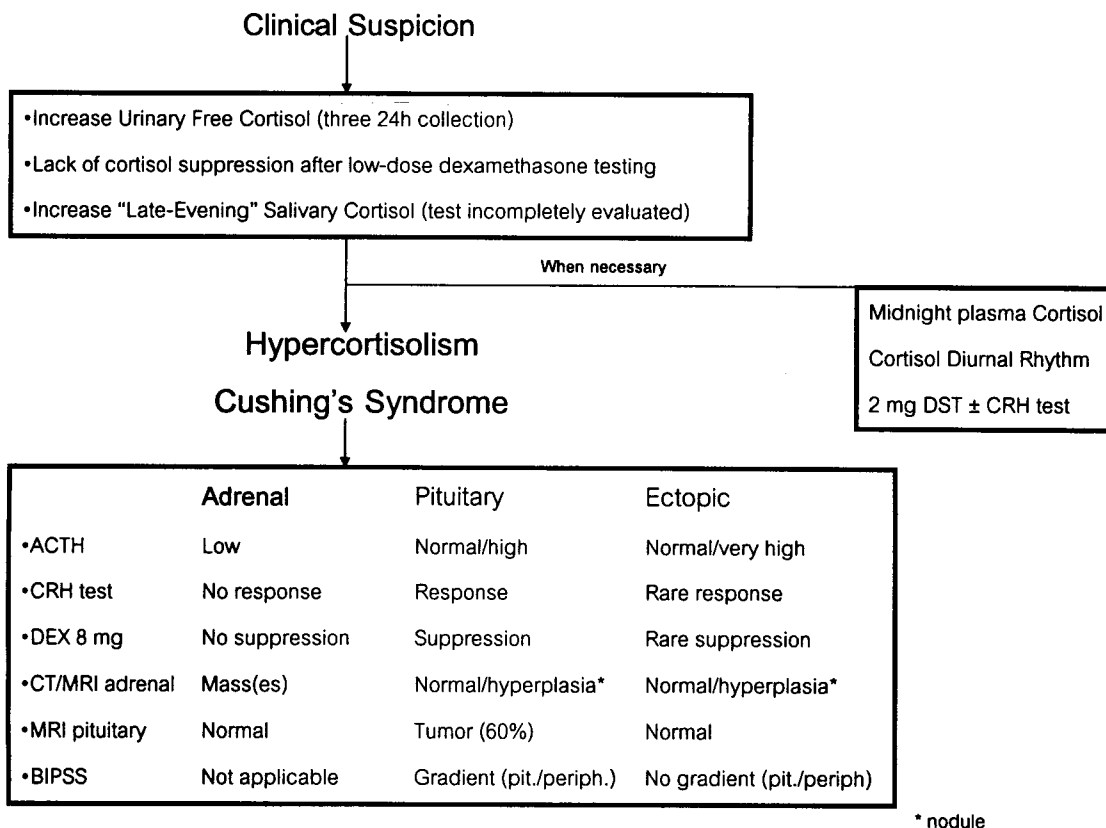 Clinical Suspicion
•Increase Urinary Free Cortisol (three 24h collection)
•Lack of cortisol suppression after low-dose dexamethasone testing
•Increase "Late-Evening" Salivary Cortisol (test incompletely evaluated)
When necessary
Midnight plasma Cortisol
Cortisol Diurnal Rhythm
2 mg DST ± CRH test
Hypercortisolism
Cushing's Syndrome
Adrenal Pituitary Ectopic
•ACTH Low Normal/high Normal/very high
•CRH test No response Response Rare response
•DEX 8 mg No suppression Suppression Rare suppression
•CT/MRI adrenal Mass(es) Normal/hyperplasia* Normal/hyperplasia*
•MRI pituitary Normal Tumor (60%) Normal
•BIPSS Not applicable Gradient (pit./periph.) No gradient (pit./periph)
* nodule